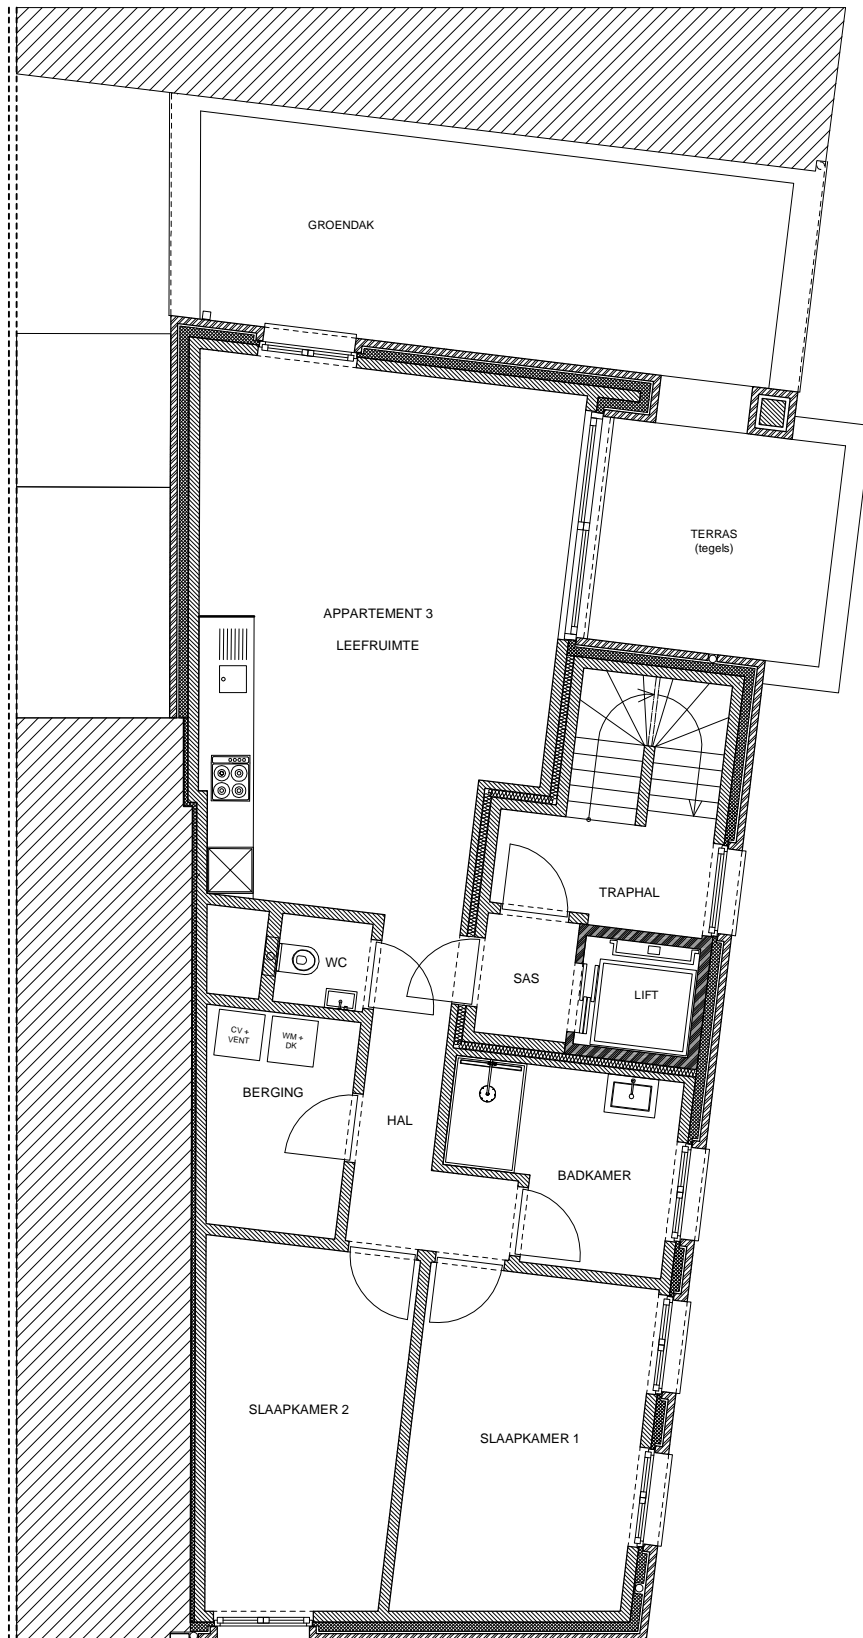 GROENDAK
TERRAS
(tegels)
APPARTEMENT 3
LEEFRUIMTE
TRAPHAL
WC
SAS
LIFT
CV +
VENT
WM +
DK
BERGING
HAL
BADKAMER
SLAAPKAMER 2
SLAAPKAMER 1